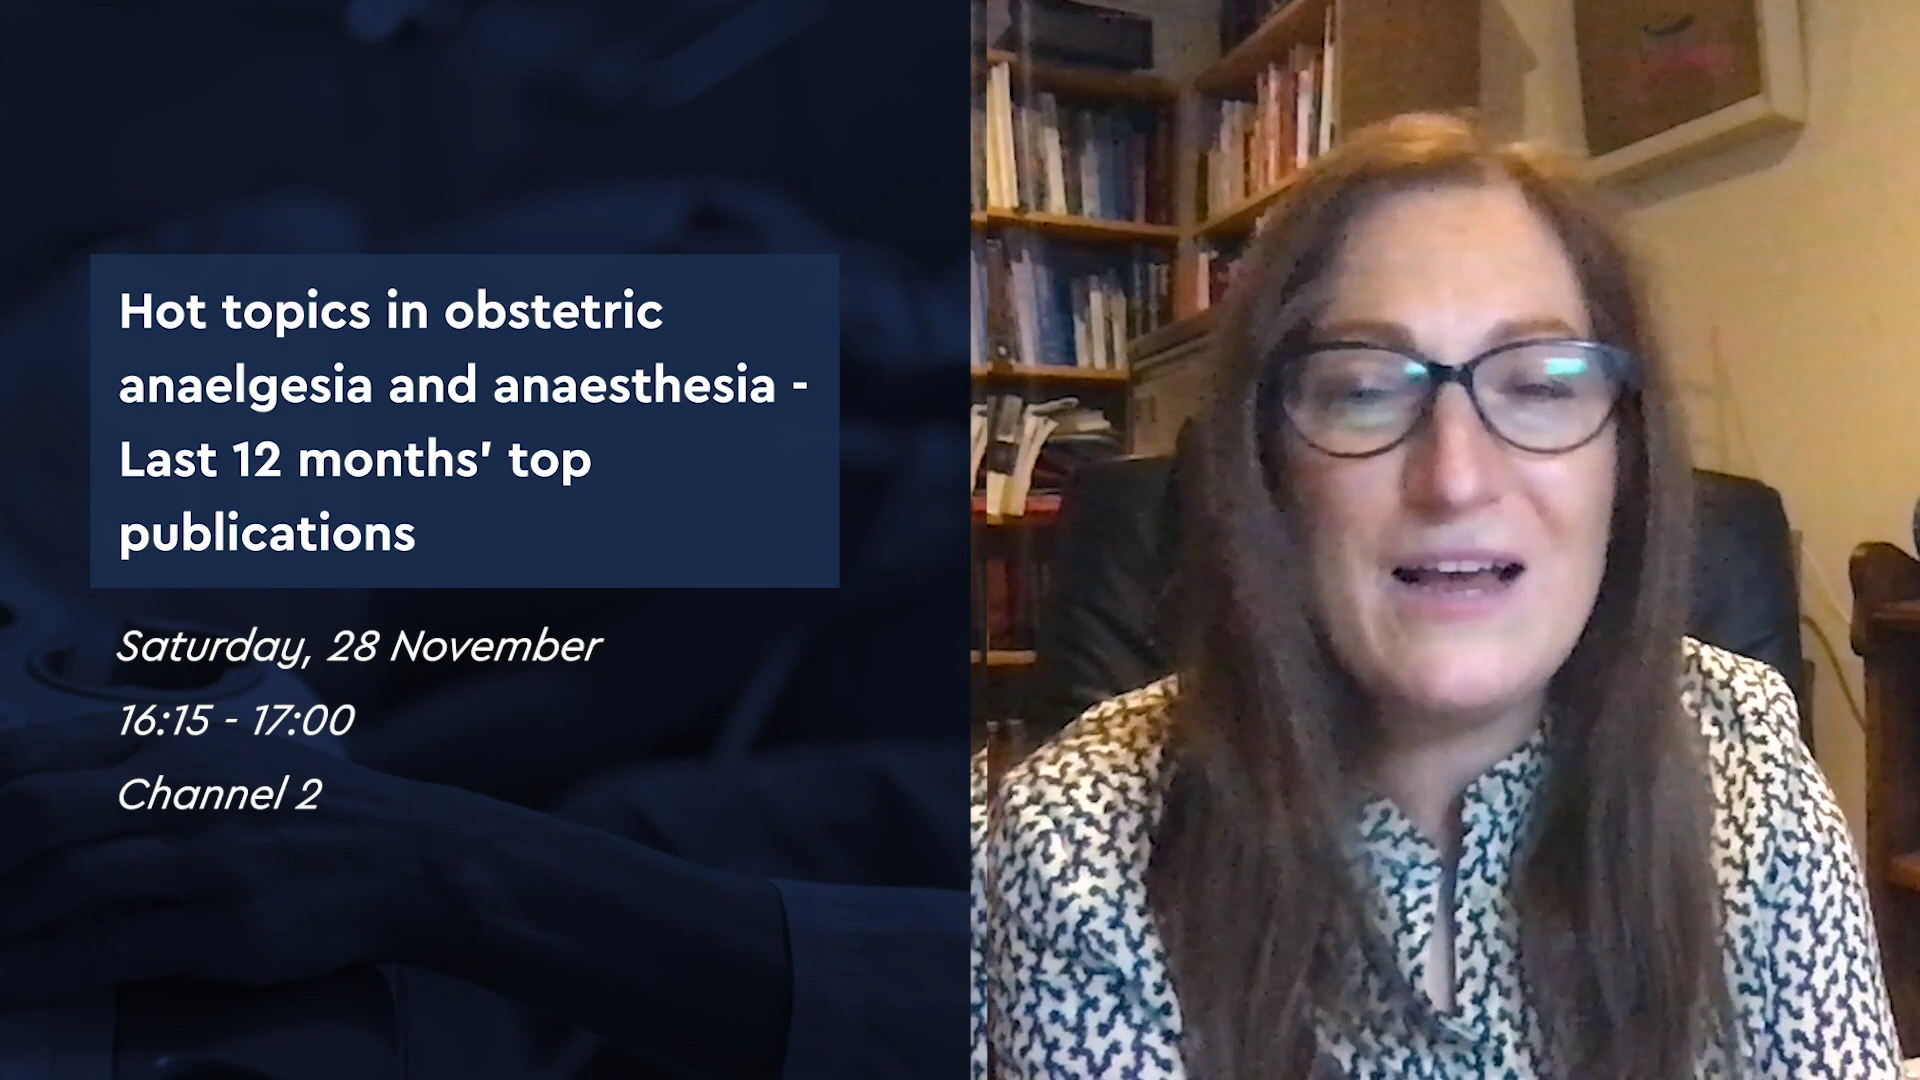 Hot topics in obstetric
anaelgesia and anaesthesia -
Last 12 months' top
publications
Saturday, 28 November
16:15 - 17:00
Channel 2